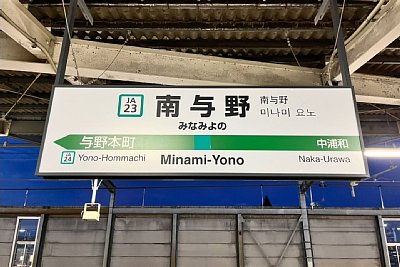 JA
23
南与野
みなみよの
南与野
미나미 요노
与野本町
JA
24
Yono-Hommachi
Minami-Yono
中浦和
Naka-Urawa